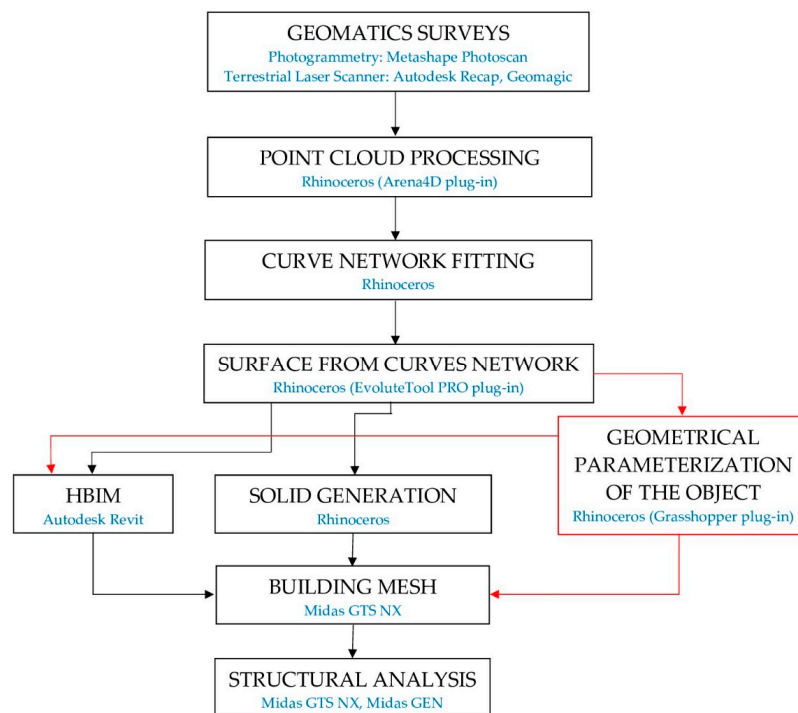 GEOMATICS SURVEYS
Photogrammetry: Metashape Photoscan
Terrestrial Laser Scanner: Autodesk Recap, Geomagic
POINT CLOUD PROCESSING
Rhinoceros (Arena4D plug-in)
CURVE NETWORK FITTING
Rhinoceros
SURFACE FROM CURVES NETWORK
Rhinoceros (EvoluteTool PRO plug-in)
GEOMETRICAL
PARAMETERIZATION
OF THE OBJECT
Rhinoceros (Grasshopper plug-in)
HBIM
Autodesk Revit
SOLID GENERATION
Rhinoceros
BUILDING MESH
Midas GTS NX
STRUCTURAL ANALYSIS
Midas GTS NX, Midas GEN